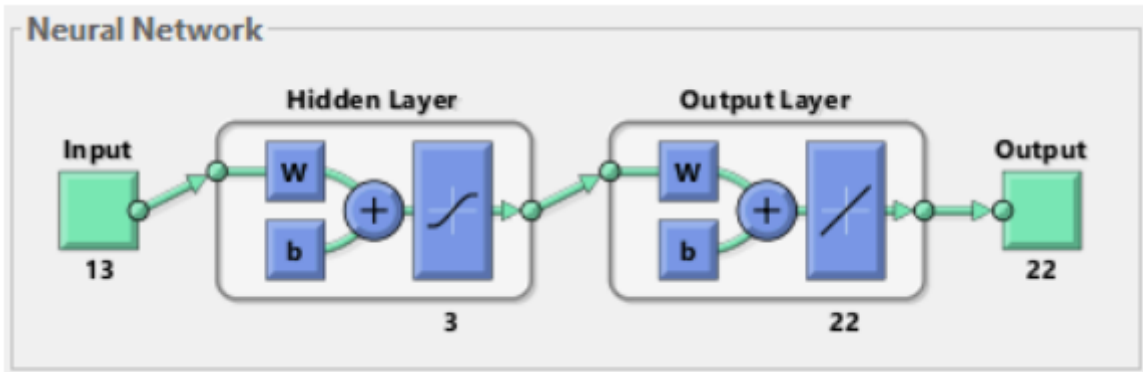 Neural Network
Hidden Layer
Output Layer
Input
Output
W
W
b
b
13
22
3
22